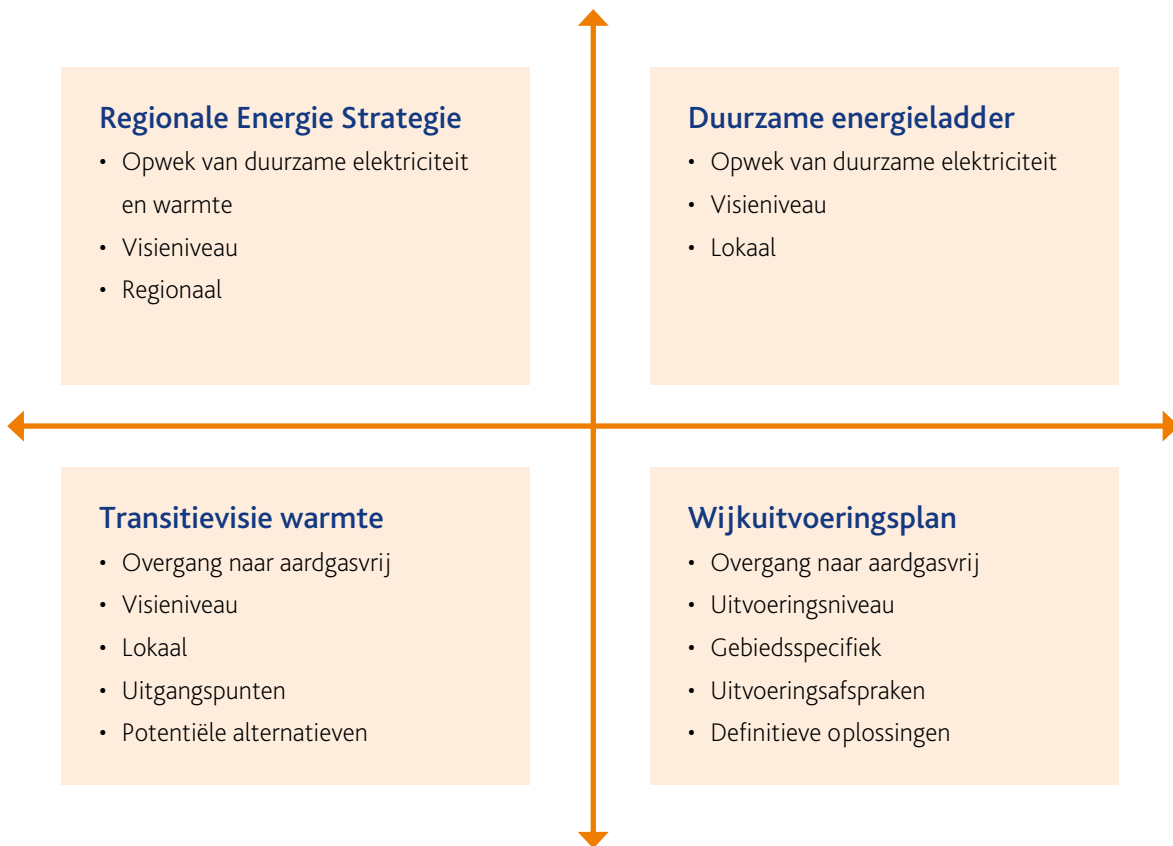 Regionale Energie Strategie
• Opwek van duurzame elektriciteit
en warmte
• Visieniveau
• Regionaal
Duurzame energieladder
• Opwek van duurzame elektriciteit
• Visieniveau
• Lokaal
Transitievisie warmte
• Overgang naar aardgasvrij
• Visieniveau
• Lokaal
• Uitgangspunten
• Potentiële alternatieven
Wijkuitvoeringsplan
• Overgang naar aardgasvrij
• Uitvoeringsniveau
• Gebiedsspecifiek
• Uitvoeringsafspraken
• Definitieve oplossingen